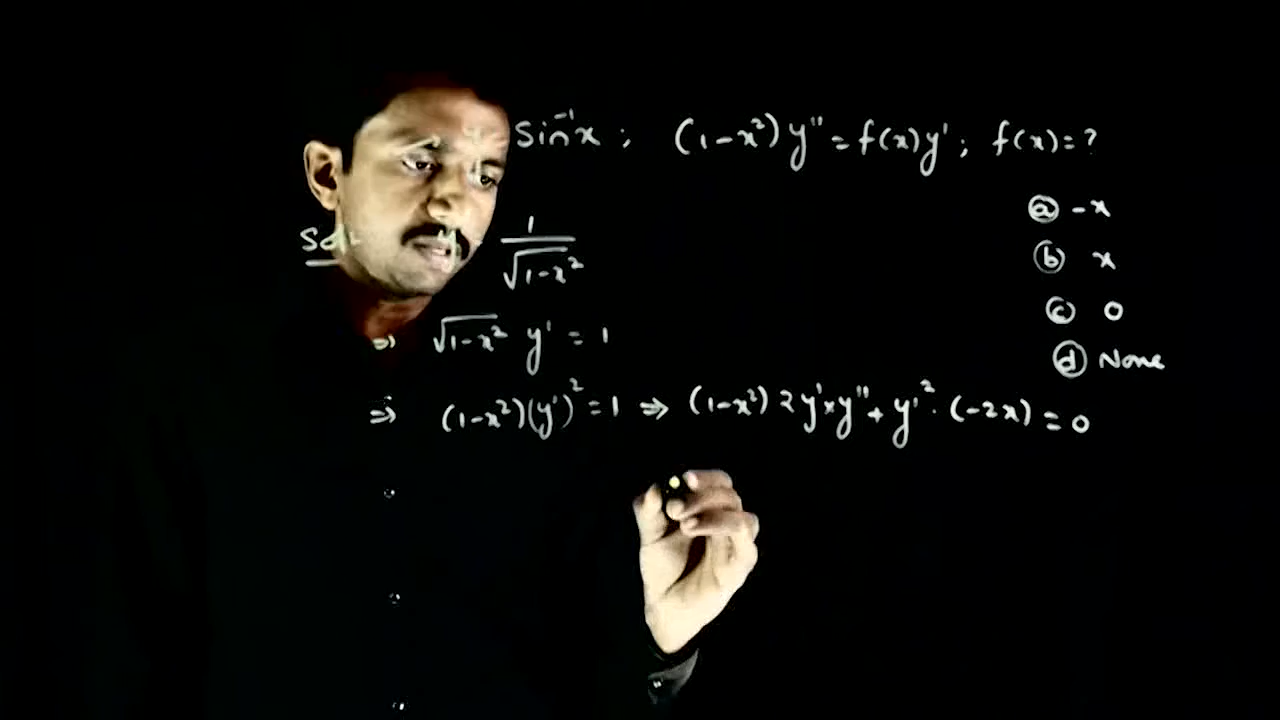 Sin⁻¹x ; (1-x²)y'' = f(x)y' ; f(x) = ?
ⓐ -x
Sol:- 1/√(1-x²)
ⓑ x
ⓒ 0
⇒ √(1-x²) y' = 1
ⓓ None
⇒ (1-x²)(y')² = 1 ⇒ (1-x²) 2y'×y'' + y'² · (-2x) = 0